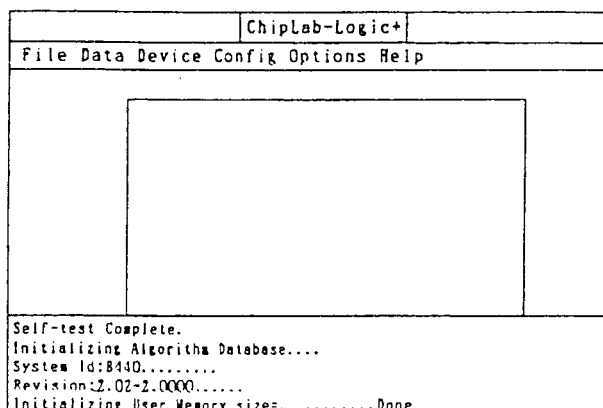 ChipLab-Logic+
File Data Device Config Options Help
Self-test Complete.
Initializing Algorithm Database....
System Id:8440.........
Revision:2.02-2.0000......
Initializing User Memory size=............Done